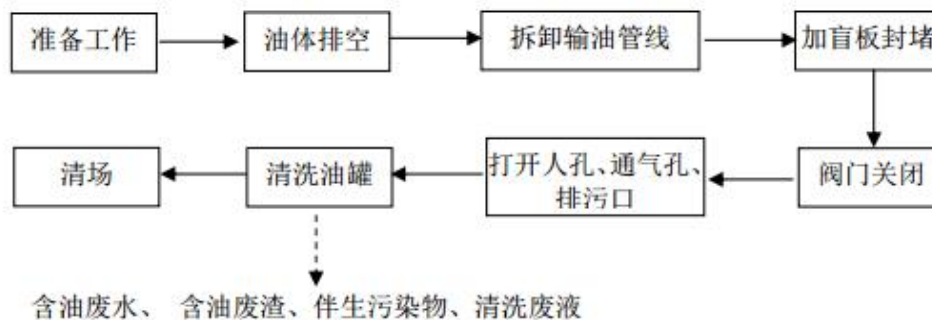 准备工作
油体排空
拆卸输油管线
加盲板封堵
阀门关闭
打开人孔、通气孔、
排污口
清洗油罐
清场
含油废水、 含油废渣、伴生污染物、清洗废液